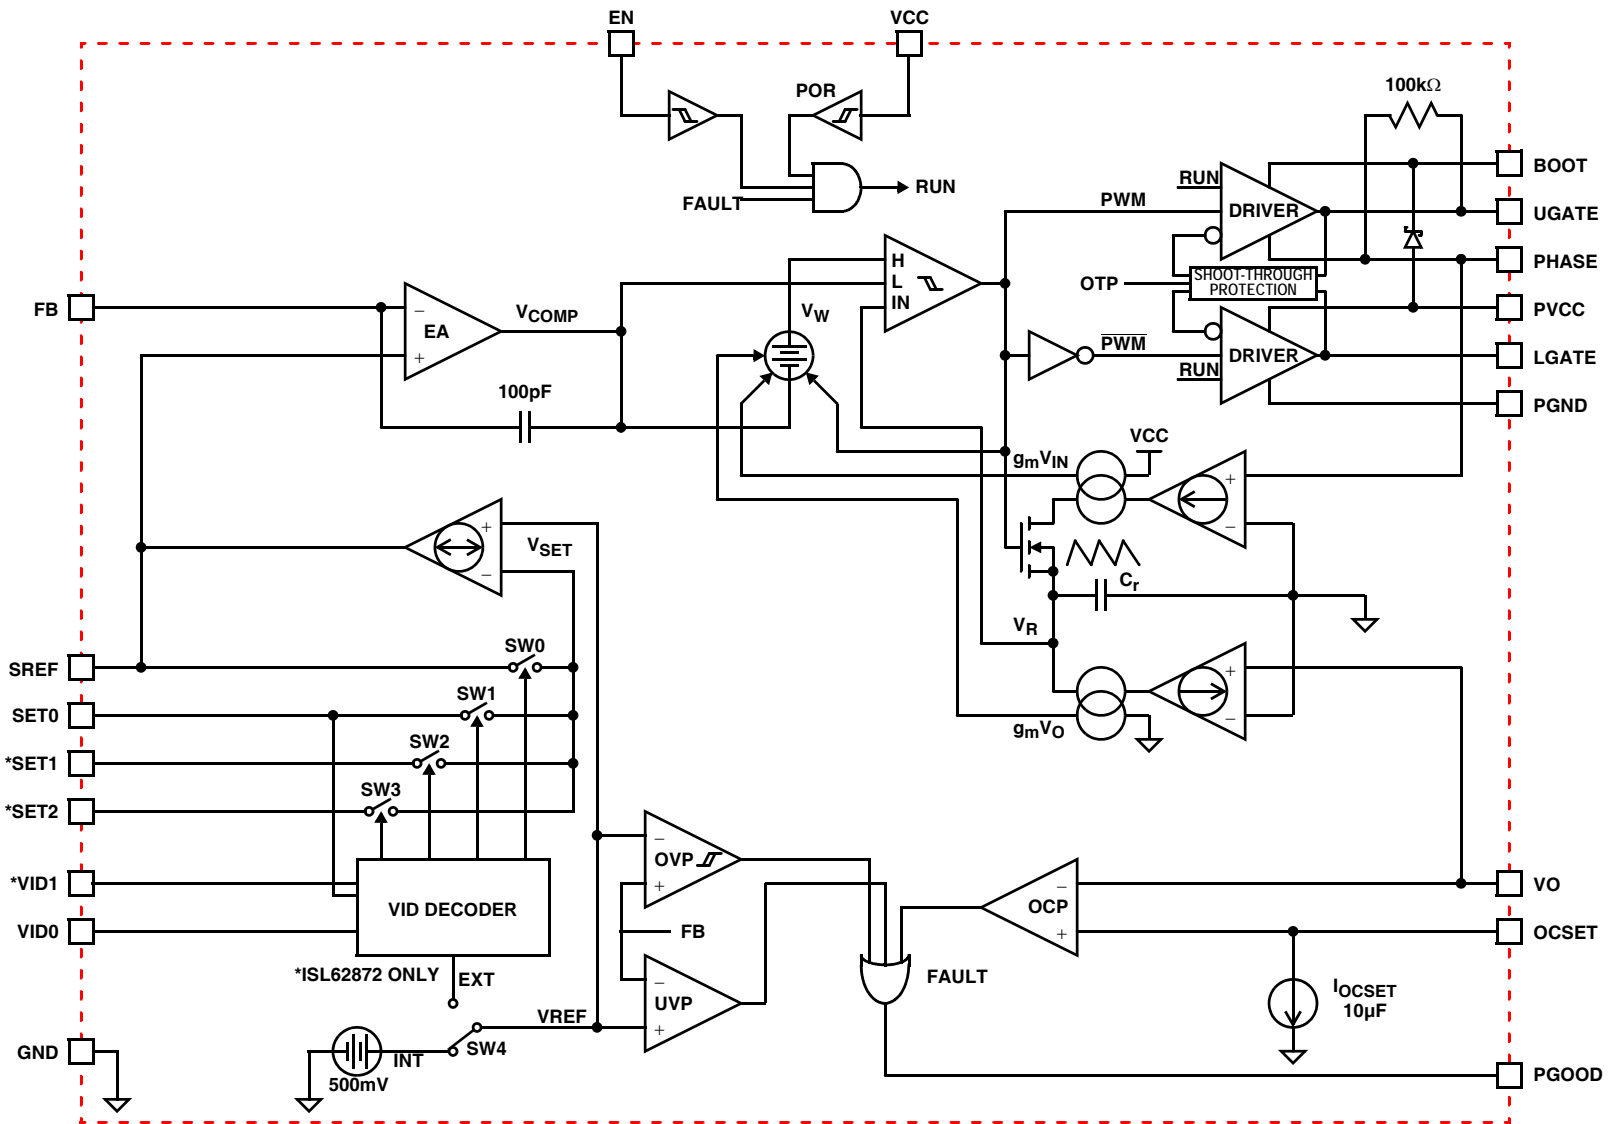 EN
VCC
POR
100kΩ
BOOT
RUN
RUN
FAULT
PWM
DRIVER
UGATE
H
L
IN
OTP
SHOOT-THROUGH
PROTECTION
PHASE
FB
−
EA
+
VCOMP
VW
PVCC
PWM
DRIVER
LGATE
RUN
100pF
PGND
VCC
gmVIN
+
−
+
−
VSET
Cr
VR
SW0
SREF
+
−
SW1
SET0
gmVO
SW2
*SET1
SW3
*SET2
−
OVP
+
*VID1
−
OCP
+
VO
VID DECODER
VID0
FB
OCSET
*ISL62872 ONLY
EXT
−
UVP
+
FAULT
IOCSET
10µF
VREF
SW4
GND
INT
500mV
PGOOD